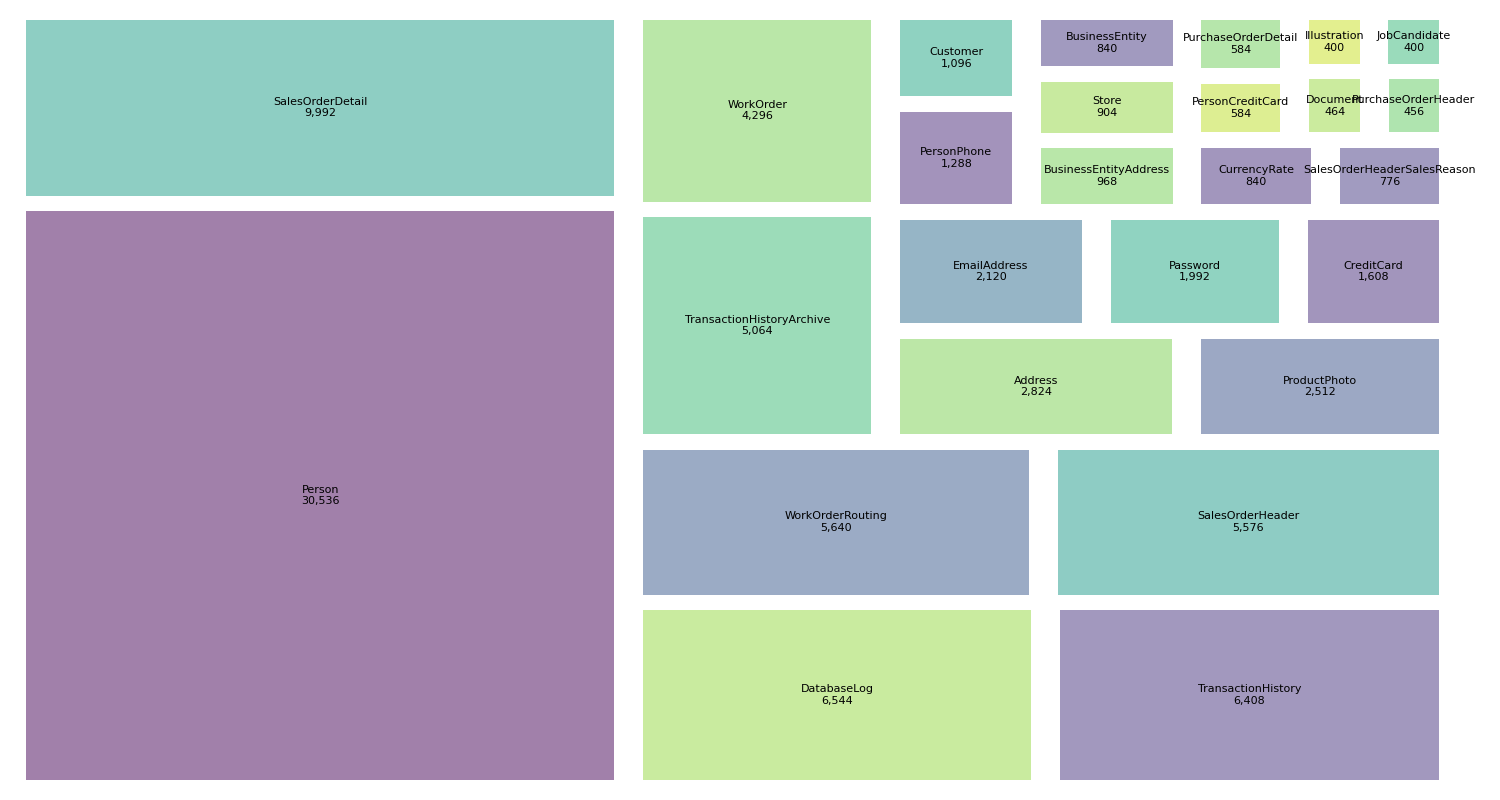 SalesOrderDetail
9,992
Person
30,536
WorkOrder
4,296
TransactionHistoryArchive
5,064
WorkOrderRouting
5,640
SalesOrderHeader
5,576
DatabaseLog
6,544
TransactionHistory
6,408
Customer
1,096
PersonPhone
1,288
BusinessEntity
840
Store
904
BusinessEntityAddress
968
PurchaseOrderDetail
584
PersonCreditCard
584
Illustration
400
JobCandidate
400
Document
464
PurchaseOrderHeader
456
CurrencyRate
840
SalesOrderHeaderSalesReason
776
EmailAddress
2,120
Password
1,992
CreditCard
1,608
Address
2,824
ProductPhoto
2,512